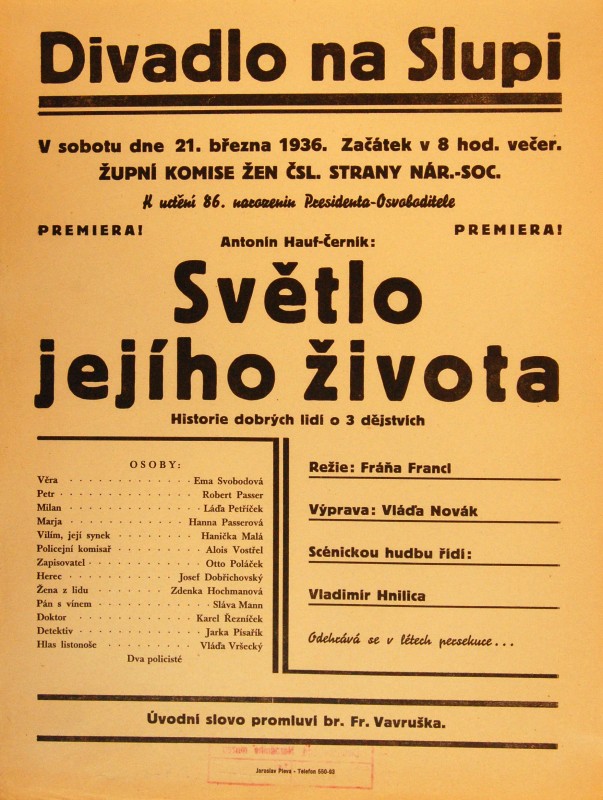 Divadlo na Slupi
V sobotu dne 21. března 1936. Začátek v 8 hod. večer.
ŽUPNÍ KOMISE ŽEN ČSL. STRANY NÁR.-SOC.
K uctění 86. narozenin Presidenta-Osvoboditele
PREMIERA! PREMIERA!
Antonín Hauf-Černík:
Světlo
jejího života
Historie dobrých lidí o 3 dějstvích
OSOBY:
Věra Ema Svobodová
Petr Robert Passer
Milan Láďa Petříček
Marja Hanna Passerová
Vilím, její synek Hanička Malá
Policejní komisař Alois Vostřel
Zapisovatel Otto Poláček
Herec Josef Dobřichovský
Žena z lidu Zdenka Hochmanová
Pán s vínem Sláva Mann
Doktor Karel Řezníček
Detektiv Jarka Písařík
Hlas listonoše Vláďa Vršecký
Dva policisté
Režie: Fráňa Francl
Výprava: Vláďa Novák
Scénickou hudbu řídí:
Vladimír Hnilica
Odehrává se v létech persekuce...
Úvodní slovo promluví br. Fr. Vavruška.
Jaroslav Pleva - Telefon 550-63